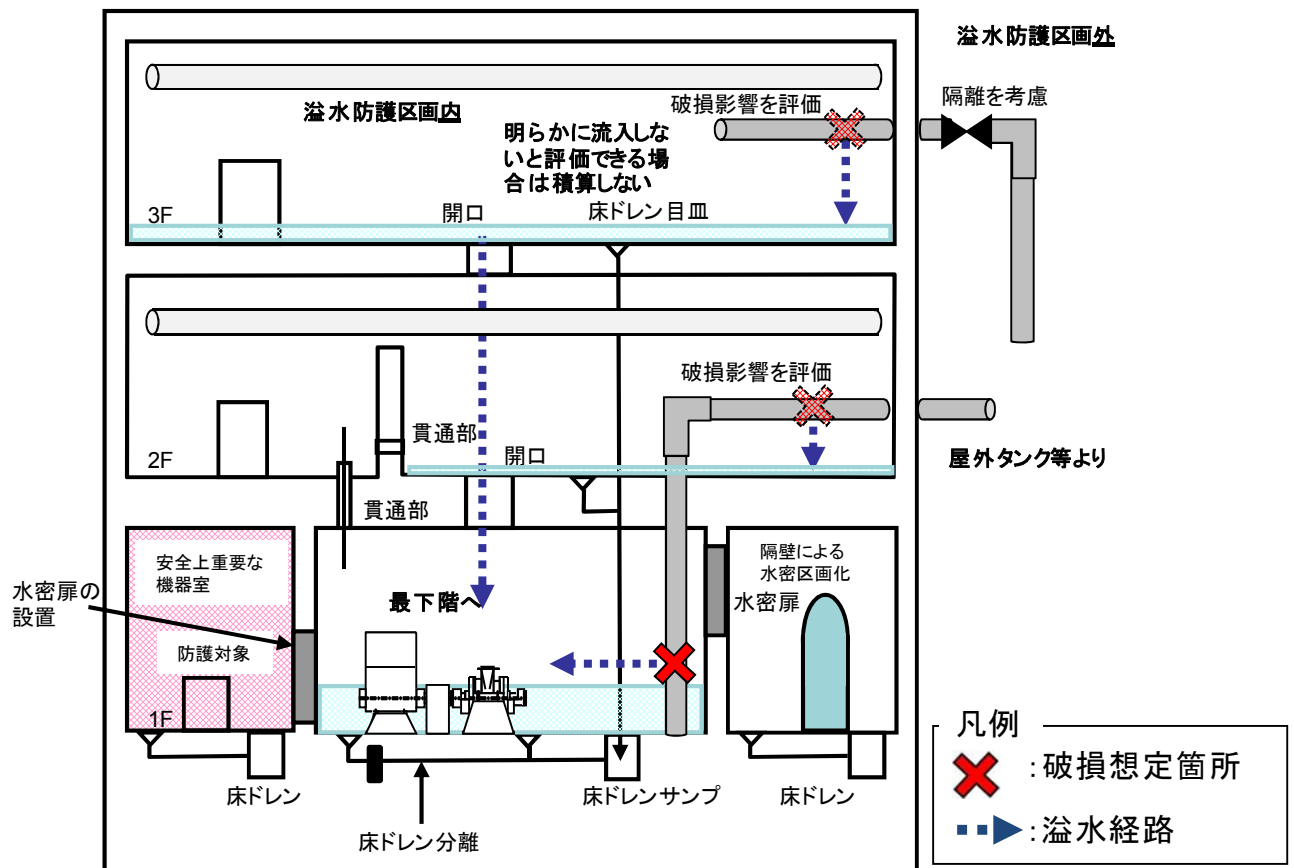 溢水防護区画外
破損影響を評価
隔離を考慮
溢水防護区画内
明らかに流入しな
いと評価できる場
合は積算しない
3F
開口
床ドレン目皿
破損影響を評価
貫通部
2F
開口
屋外タンク等より
貫通部
安全上重要な
機器室
隔壁による
水密区画化
水密扉の
設置
最下階へ
水密扉
防護対象
1F
床ドレン
床ドレンサンプ
床ドレン
床ドレン分離
凡例
:破損想定箇所
:溢水経路